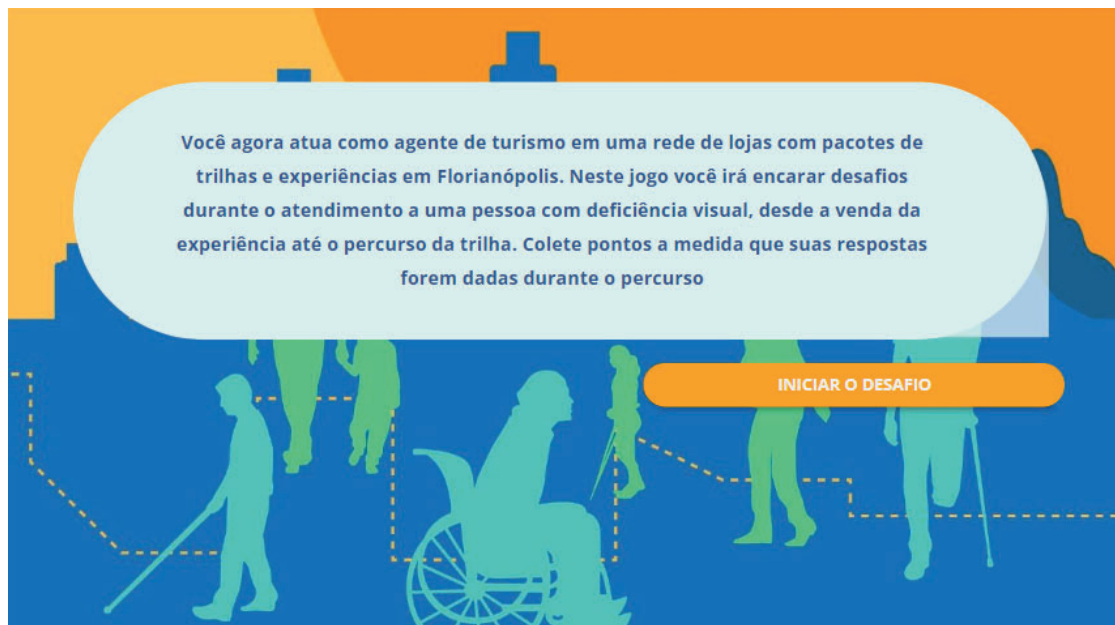 Você agora atua como agente de turismo em uma rede de lojas com pacotes de
trilhas e experiências em Florianópolis. Neste jogo você irá encarar desafios
durante o atendimento a uma pessoa com deficiência visual, desde a venda da
experiência até o percurso da trilha. Colete pontos a medida que suas respostas
forem dadas durante o percurso
INICIAR O DESAFIO